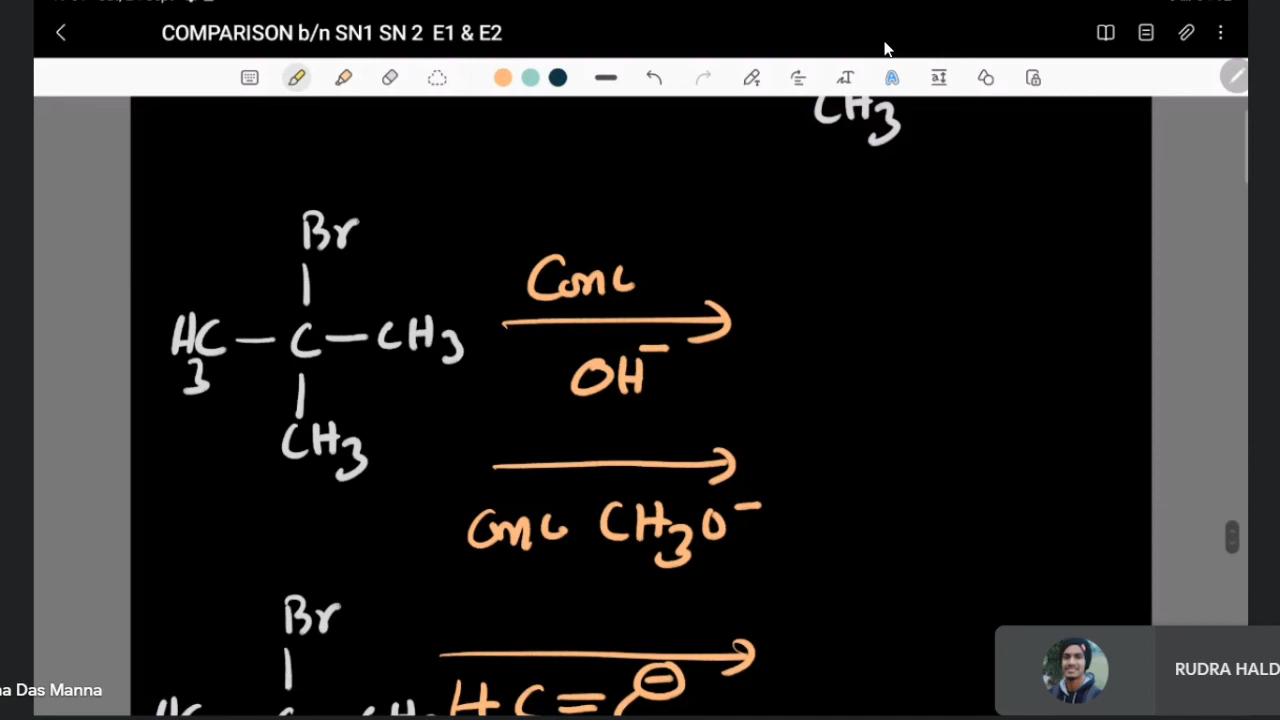 COMPARISON b/n SN1 SN 2 E1 & E2
CH3
Br
Conc
H3C — C — CH3
OH⁻
CH3
Conc CH3O⁻
Br
HC =
RUDRA HALD
na Das Manna